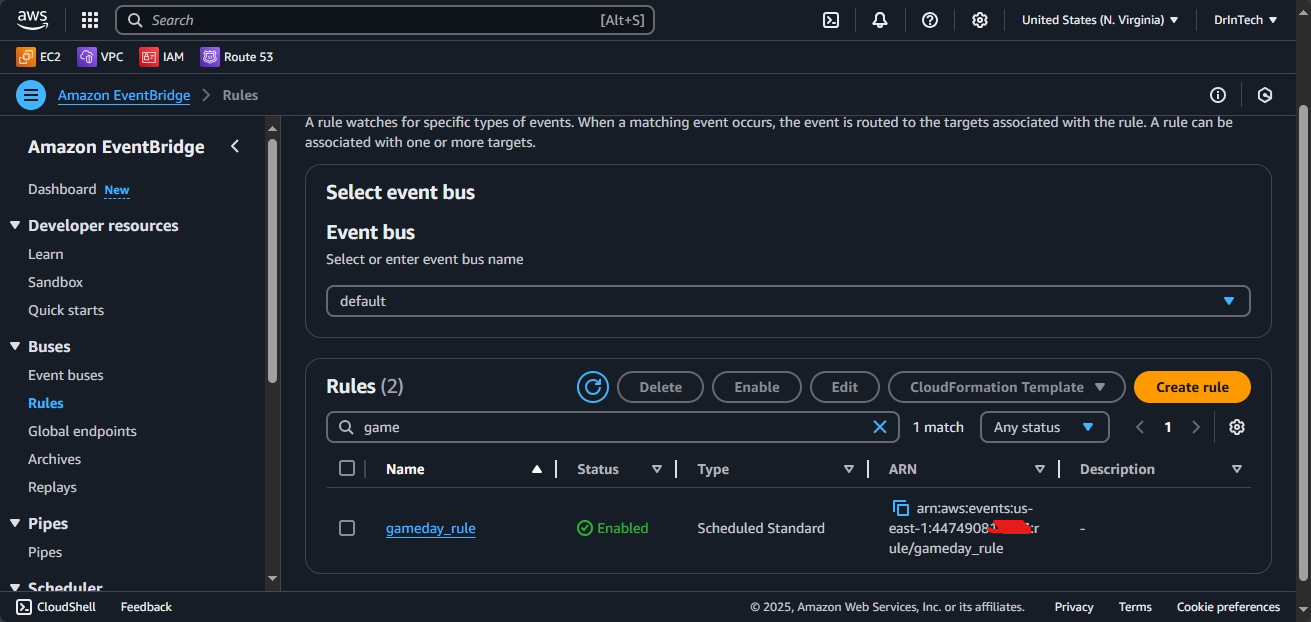 aws
Search [Alt+S] United States (N. Virginia) DrInTech
EC2 VPC IAM Route 53
Amazon EventBridge > Rules
Amazon EventBridge
Dashboard New
Developer resources
Learn
Sandbox
Quick starts
Buses
Event buses
Rules
Global endpoints
Archives
Replays
Pipes
Pipes
Scheduler
A rule watches for specific types of events. When a matching event occurs, the event is routed to the targets associated with the rule. A rule can be
associated with one or more targets.
Select event bus
Event bus
Select or enter event bus name
default
Rules (2) Delete Enable Edit CloudFormation Template Create rule
game 1 match Any status 1
Name Status Type ARN Description
gameday_rule Enabled Scheduled Standard arn:aws:events:us-
east-1:4474908 :r
ule/gameday_rule
-
CloudShell Feedback © 2025, Amazon Web Services, Inc. or its affiliates. Privacy Terms Cookie preferences